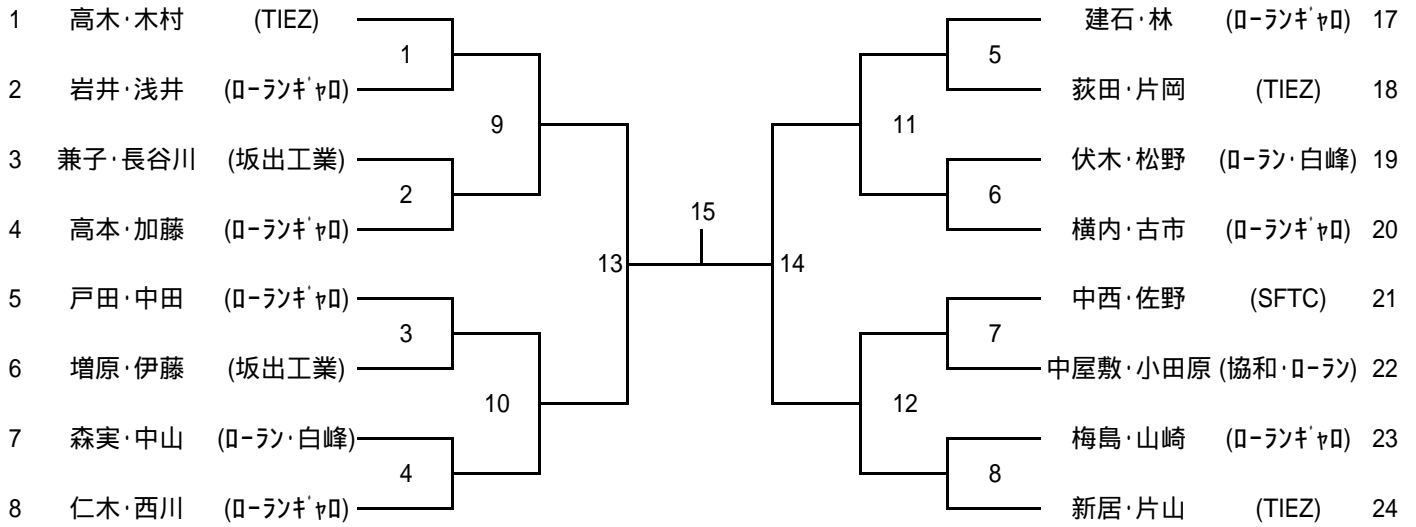 1 高木·木村 (TIEZ)
2 岩井·浅井 (ﾛｰﾗﾝｷﾞｬﾛ)
3 兼子·長谷川 (坂出工業)
4 高本·加藤 (ﾛｰﾗﾝｷﾞｬﾛ)
5 戸田·中田 (ﾛｰﾗﾝｷﾞｬﾛ)
6 増原·伊藤 (坂出工業)
7 森実·中山 (ﾛｰﾗﾝ·白峰)
8 仁木·西川 (ﾛｰﾗﾝｷﾞｬﾛ)
1
2
3
4
9
10
13
15
14
11
12
5
6
7
8
建石·林 (ﾛｰﾗﾝｷﾞｬﾛ) 17
荻田·片岡 (TIEZ) 18
伏木·松野 (ﾛｰﾗﾝ·白峰) 19
横内·古市 (ﾛｰﾗﾝｷﾞｬﾛ) 20
中西·佐野 (SFTC) 21
中屋敷·小田原 (協和·ﾛｰﾗﾝ) 22
梅島·山崎 (ﾛｰﾗﾝｷﾞｬﾛ) 23
新居·片山 (TIEZ) 24